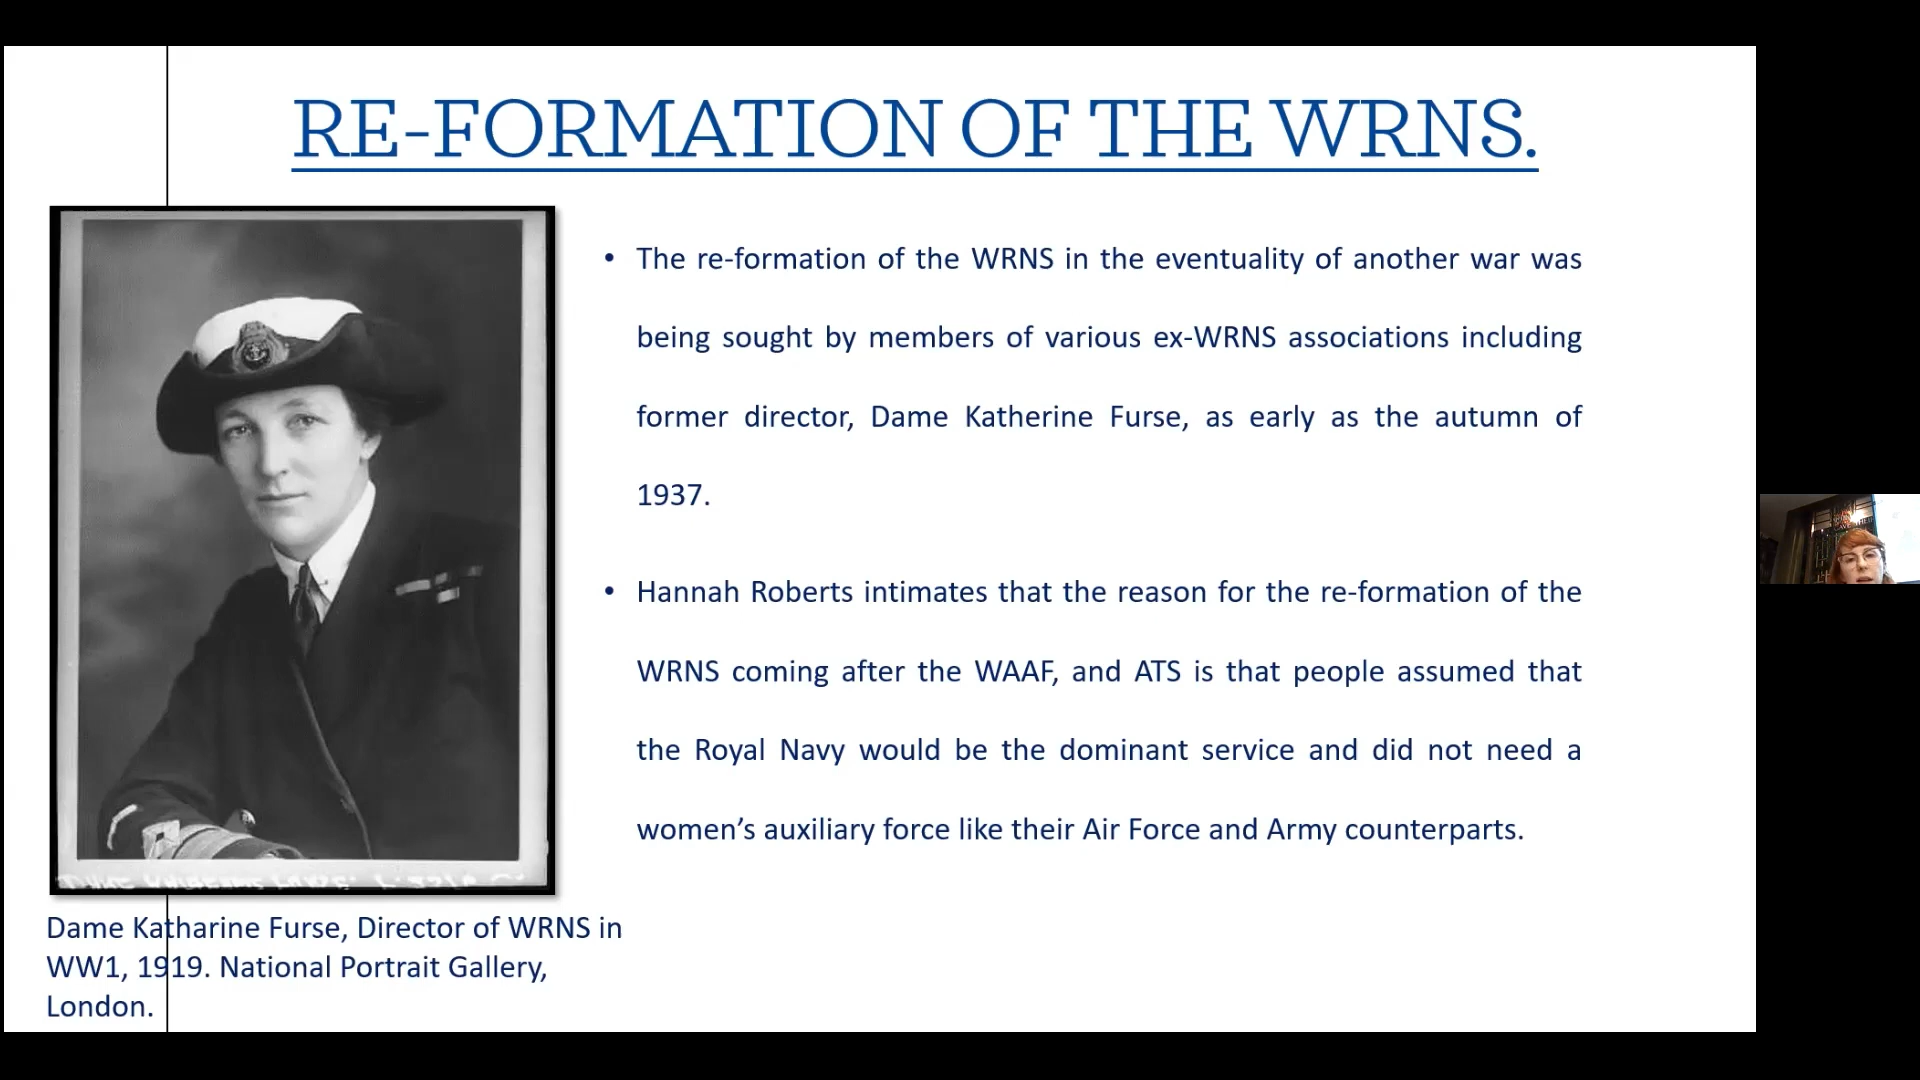 RE-FORMATION OF THE WRNS.
• The re-formation of the WRNS in the eventuality of another war was
being sought by members of various ex-WRNS associations including
former director, Dame Katherine Furse, as early as the autumn of
1937.
• Hannah Roberts intimates that the reason for the re-formation of the
WRNS coming after the WAAF, and ATS is that people assumed that
the Royal Navy would be the dominant service and did not need a
women’s auxiliary force like their Air Force and Army counterparts.
Dame Katharine Furse, Director of WRNS in
WW1, 1919. National Portrait Gallery,
London.